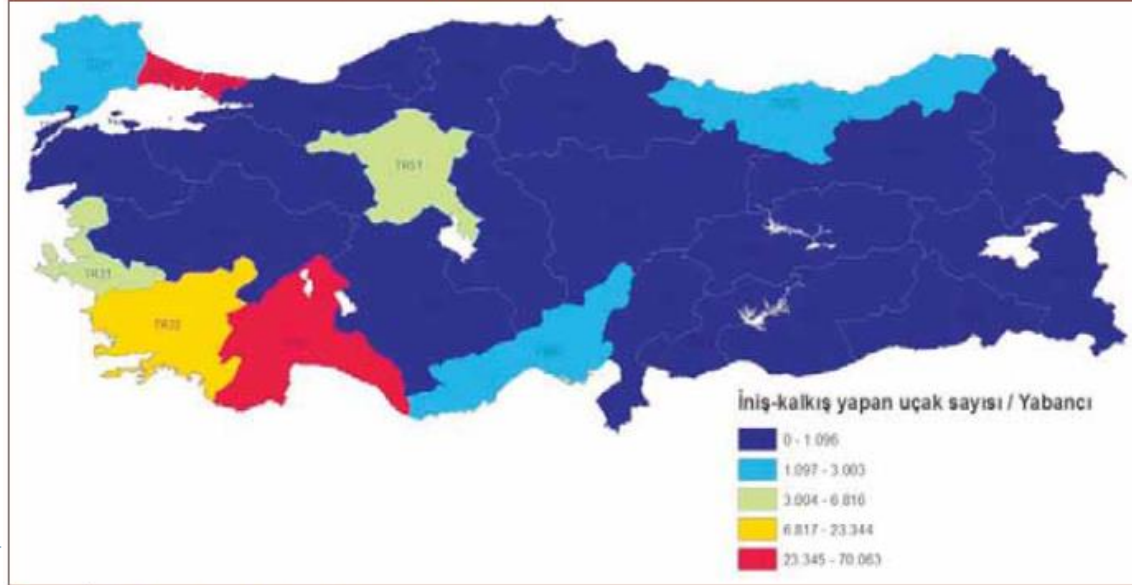 TR51
TR31
TR32
İniş-kalkış yapan uçak sayısı / Yabancı
0 - 1.096
1.097 - 3.003
3.004 - 6.816
6.817 - 23.344
23.345 - 70.063